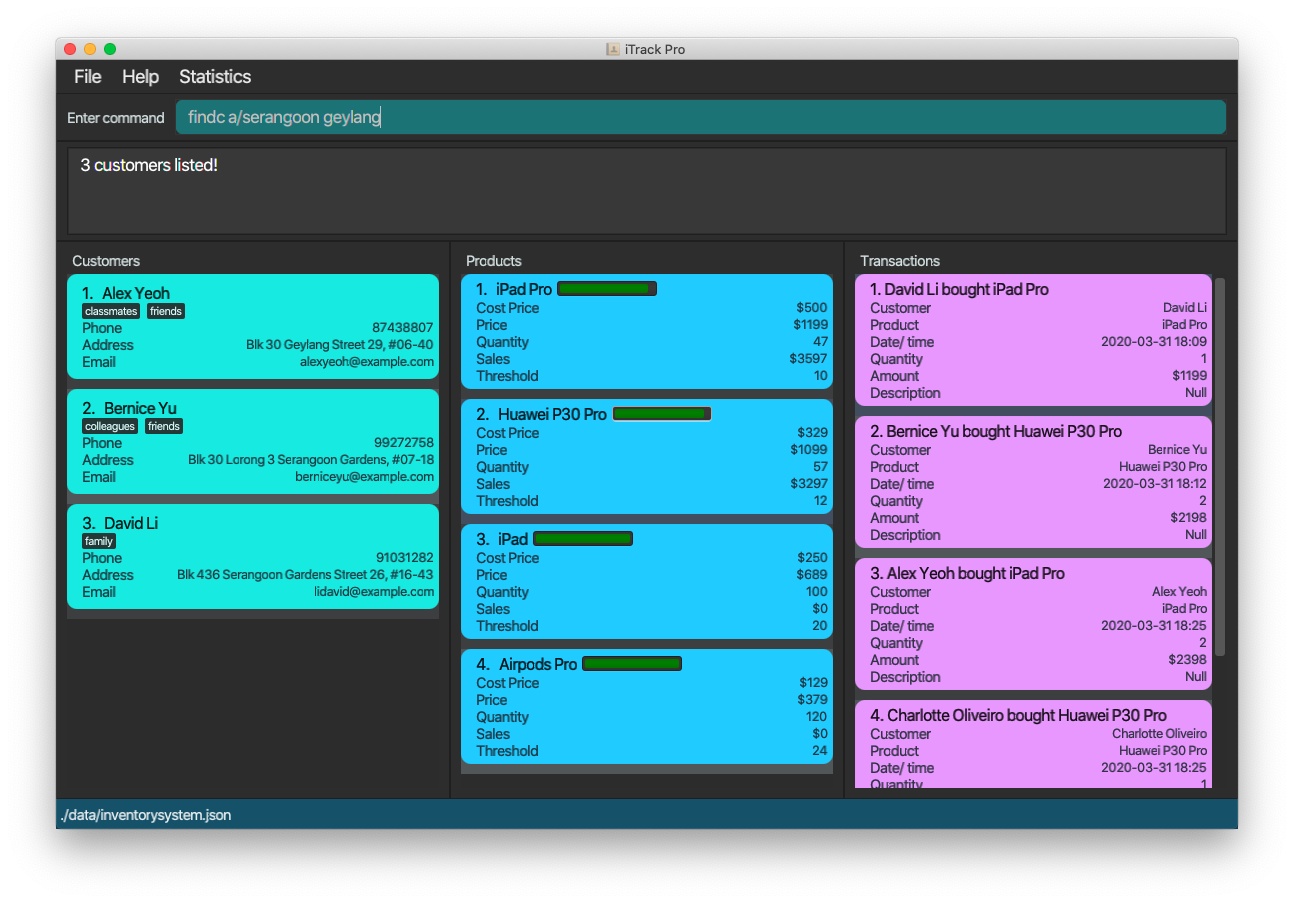 iTrack Pro
File Help Statistics
Enter command findc a/serangoon geylang
3 customers listed!
Customers
1. Alex Yeoh
classmates friends
Phone 87438807
Address Blk 30 Geylang Street 29, #06-40
Email alexyeoh@example.com
2. Bernice Yu
colleagues friends
Phone 99272758
Address Blk 30 Lorong 3 Serangoon Gardens, #07-18
Email berniceyu@example.com
3. David Li
family
Phone 91031282
Address Blk 436 Serangoon Gardens Street 26, #16-43
Email lidavid@example.com
Products
1. iPad Pro
Cost Price $500
Price $1199
Quantity 47
Sales $3597
Threshold 10
2. Huawei P30 Pro
Cost Price $329
Price $1099
Quantity 57
Sales $3297
Threshold 12
3. iPad
Cost Price $250
Price $689
Quantity 100
Sales $0
Threshold 20
4. Airpods Pro
Cost Price $129
Price $379
Quantity 120
Sales $0
Threshold 24
Transactions
1. David Li bought iPad Pro
Customer David Li
Product iPad Pro
Date/ time 2020-03-31 18:09
Quantity 1
Amount $1199
Description Null
2. Bernice Yu bought Huawei P30 Pro
Customer Bernice Yu
Product Huawei P30 Pro
Date/ time 2020-03-31 18:12
Quantity 2
Amount $2198
Description Null
3. Alex Yeoh bought iPad Pro
Customer Alex Yeoh
Product iPad Pro
Date/ time 2020-03-31 18:25
Quantity 2
Amount $2398
Description Null
4. Charlotte Oliveiro bought Huawei P30 Pro
Customer Charlotte Oliveiro
Product Huawei P30 Pro
Date/ time 2020-03-31 18:25
Quantity 1
./data/inventorysystem.json